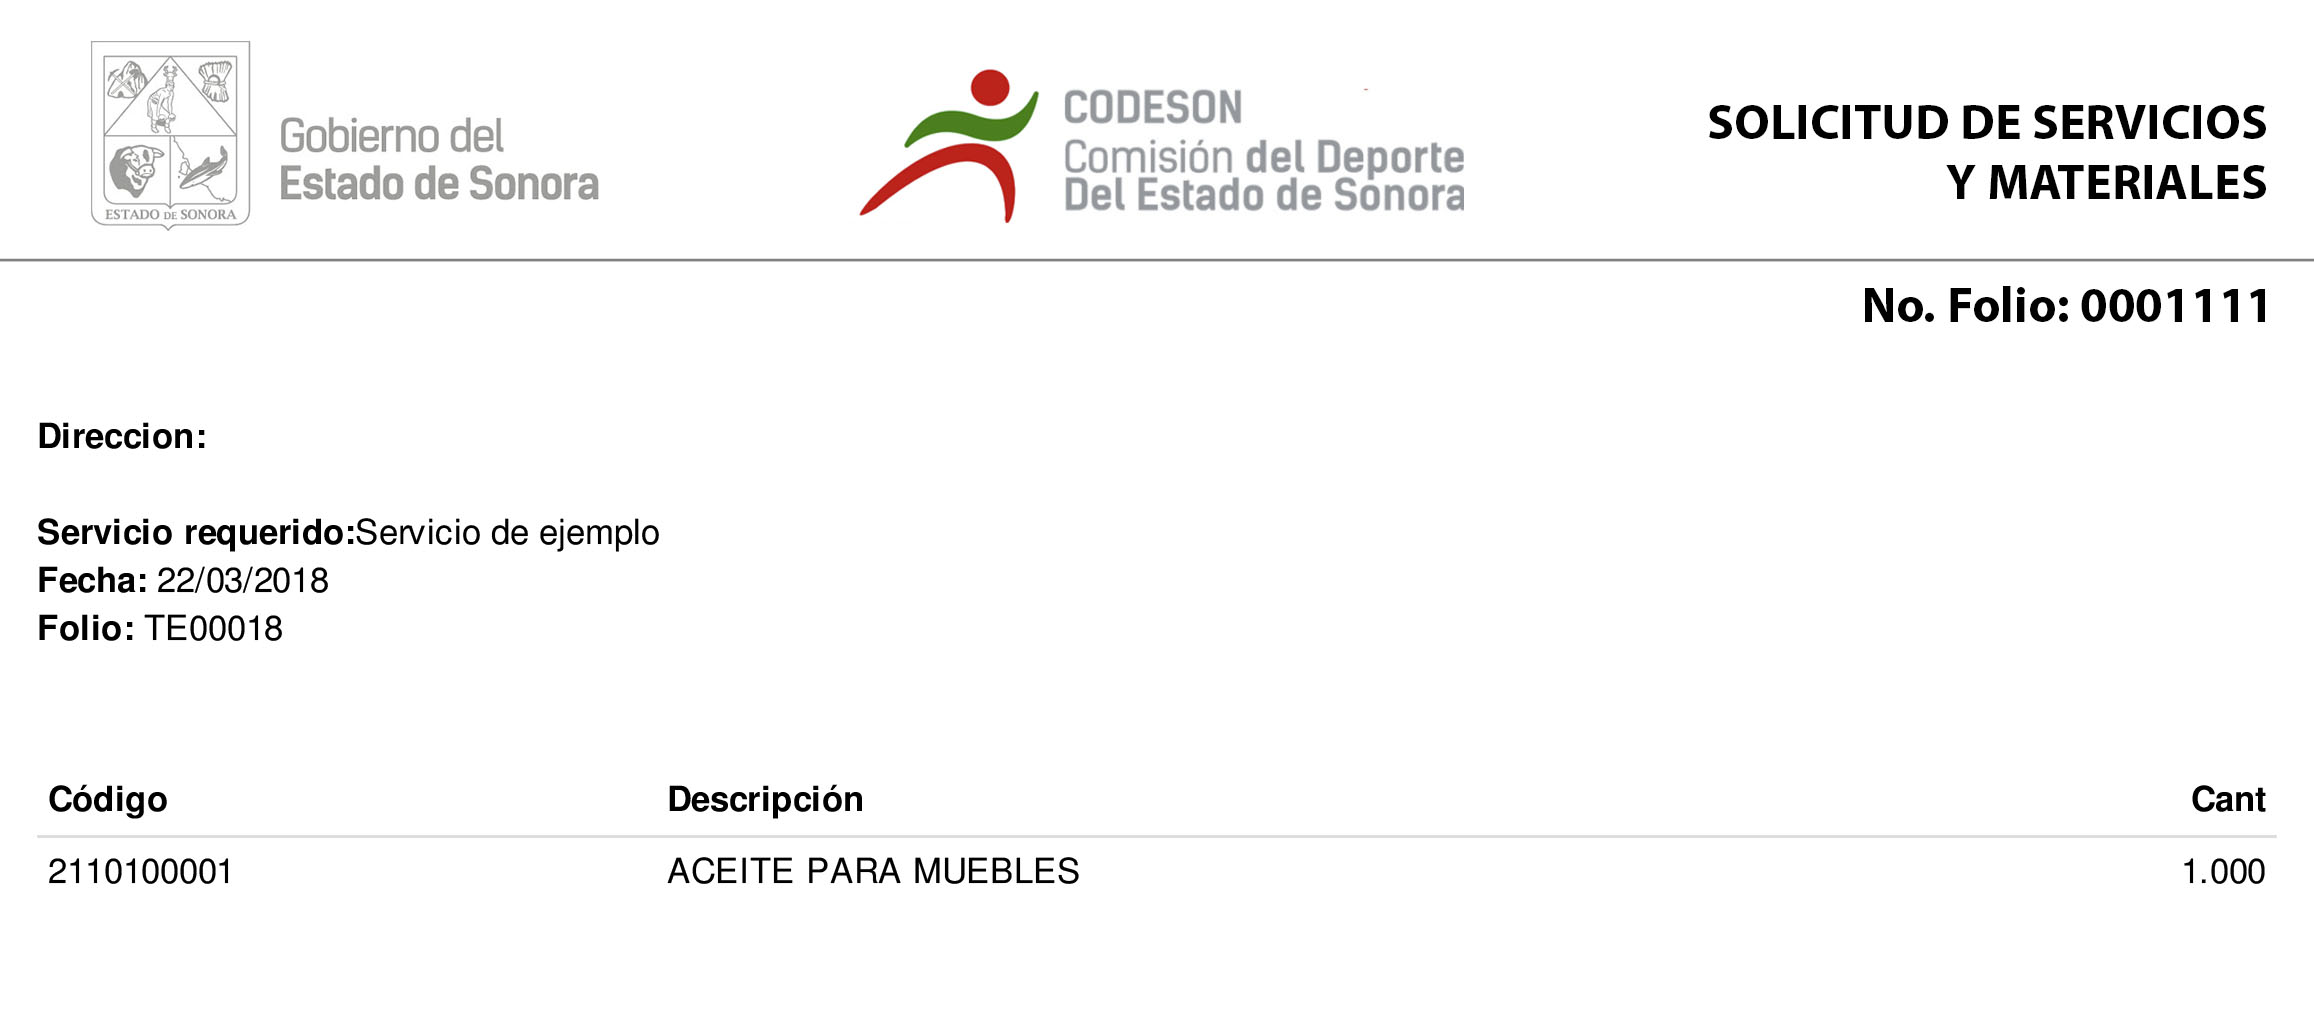 ESTADO DE SONORA
Gobierno del
Estado de Sonora
CODESON
Comisión del Deporte
Del Estado de Sonora
SOLICITUD DE SERVICIOS
Y MATERIALES
No. Folio: 0001111
Direccion:
Servicio requerido:Servicio de ejemplo
Fecha: 22/03/2018
Folio: TE00018
Código Descripción Cant
2110100001 ACEITE PARA MUEBLES 1.000